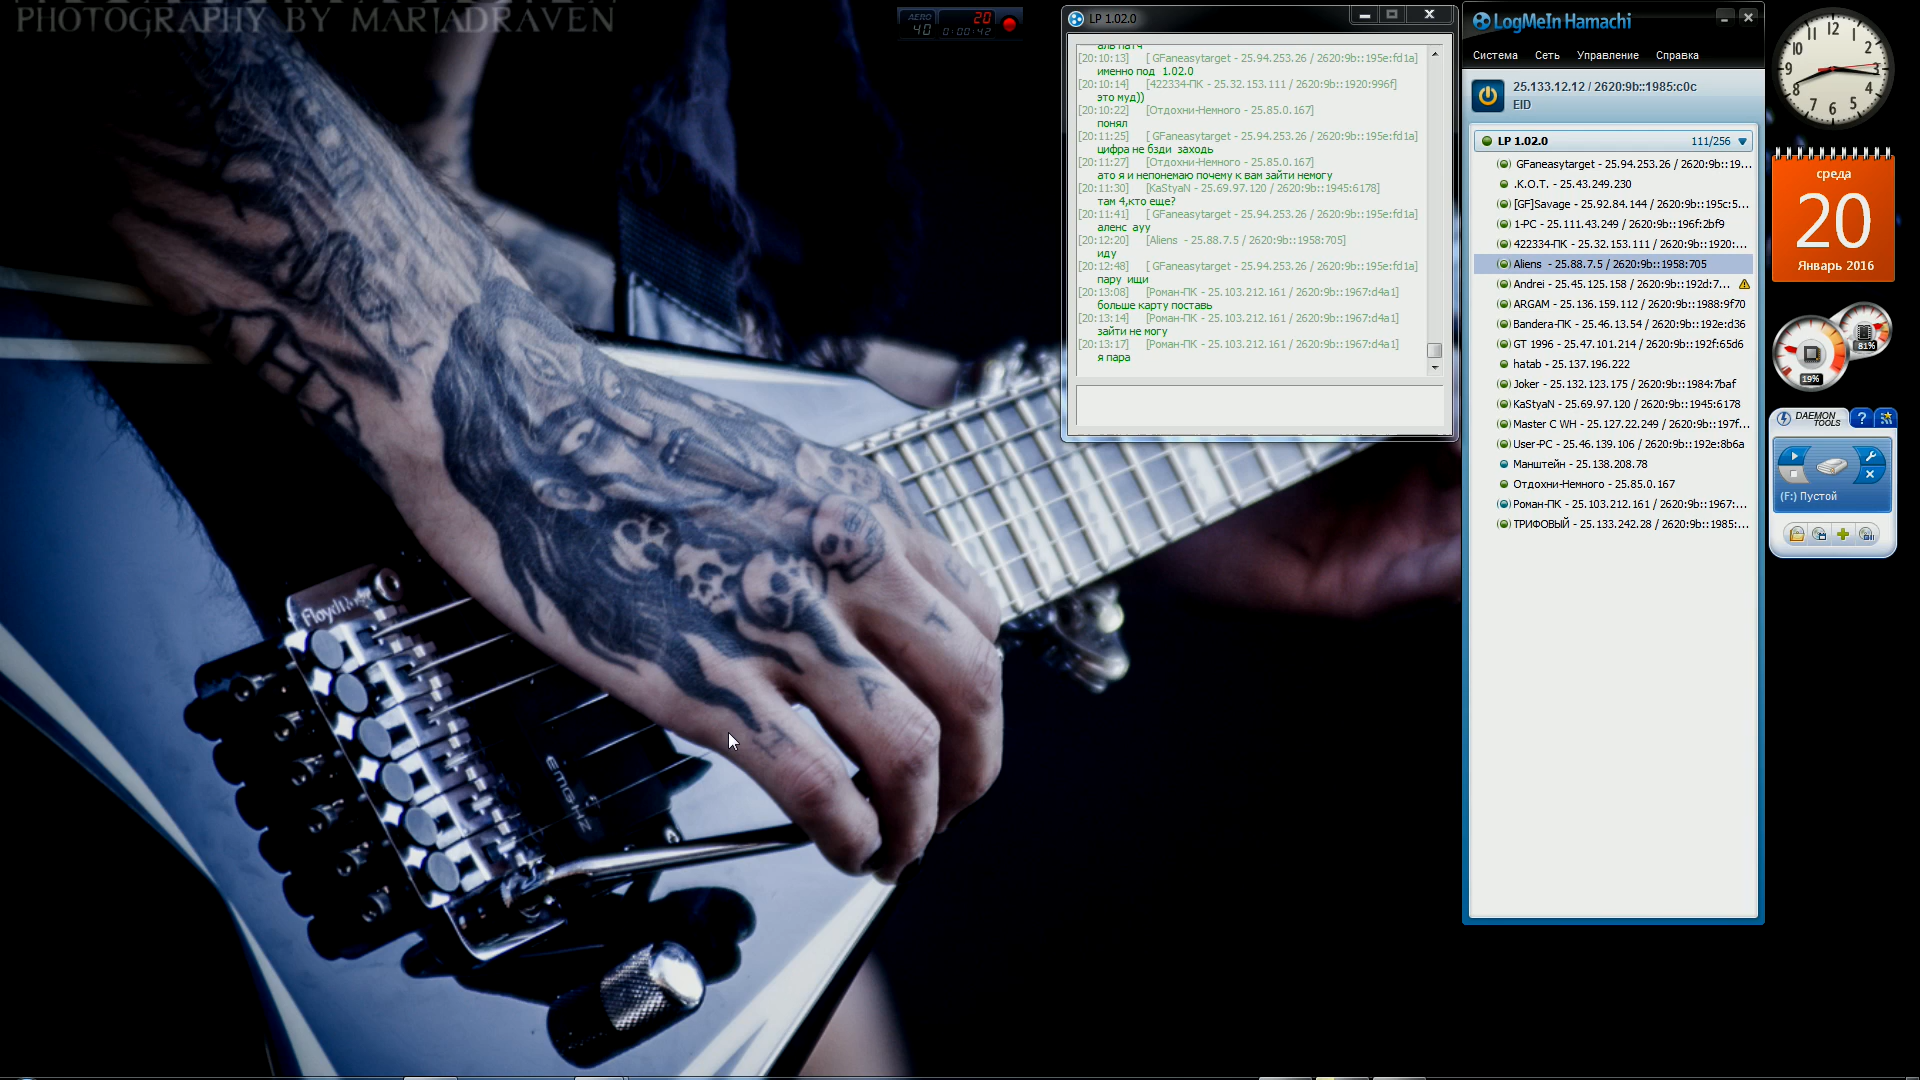 PHOTOGRAPHY BY MARIADRAVEN
AERO
40
20
0:00:42
LP 1.02.0
аль патч
[20:10:13] [ GFaneasytarget - 25.94.253.26 / 2620:9b::195e:fd1a]
именно под 1.02.0
[20:10:14] [422334-ПК - 25.32.153.111 / 2620:9b::1920:996f]
это муд))
[20:10:22] [Отдохни-Немного - 25.85.0.167]
понял
[20:11:25] [ GFaneasytarget - 25.94.253.26 / 2620:9b::195e:fd1a]
цифра не бзди заходь
[20:11:27] [Отдохни-Немного - 25.85.0.167]
ато я и непонемаю почему к вам зайти немогу
[20:11:30] [KaStyaN - 25.69.97.120 / 2620:9b::1945:6178]
там 4,кто еще?
[20:11:41] [ GFaneasytarget - 25.94.253.26 / 2620:9b::195e:fd1a]
аленс ауу
[20:12:20] [Aliens - 25.88.7.5 / 2620:9b::1958:705]
иду
[20:12:48] [ GFaneasytarget - 25.94.253.26 / 2620:9b::195e:fd1a]
пару ищи
[20:13:08] [Роман-ПК - 25.103.212.161 / 2620:9b::1967:d4a1]
больше карту поставь
[20:13:14] [Роман-ПК - 25.103.212.161 / 2620:9b::1967:d4a1]
зайти не могу
[20:13:17] [Роман-ПК - 25.103.212.161 / 2620:9b::1967:d4a1]
я пара
LogMeIn Hamachi
Система Сеть Управление Справка
25.133.12.12 / 2620:9b::1985:c0c
EID
LP 1.02.0 111/256
GFaneasytarget - 25.94.253.26 / 2620:9b::19...
.K.O.T. - 25.43.249.230
[GF]Savage - 25.92.84.144 / 2620:9b::195c:5...
1-PC - 25.111.43.249 / 2620:9b::196f:2bf9
422334-ПК - 25.32.153.111 / 2620:9b::1920:...
Aliens - 25.88.7.5 / 2620:9b::1958:705
Andrei - 25.45.125.158 / 2620:9b::192d:7...
ARGAM - 25.136.159.112 / 2620:9b::1988:9f70
Bandera-ПК - 25.46.13.54 / 2620:9b::192e:d36
GT 1996 - 25.47.101.214 / 2620:9b::192f:65d6
hatab - 25.137.196.222
Joker - 25.132.123.175 / 2620:9b::1984:7baf
KaStyaN - 25.69.97.120 / 2620:9b::1945:6178
Master C WH - 25.127.22.249 / 2620:9b::197f...
User-PC - 25.46.139.106 / 2620:9b::192e:8b6a
Манштейн - 25.138.208.78
Отдохни-Немного - 25.85.0.167
Роман-ПК - 25.103.212.161 / 2620:9b::1967:...
ТРИФОВЫЙ - 25.133.242.28 / 2620:9b::1985:...
12 1 2 3 4 5 6 7 8 9 10 11
среда
20
Январь 2016
81%
19%
DAEMON
TOOLS
?
(F:) Пустой
EMG-HZ
H
A
T
E